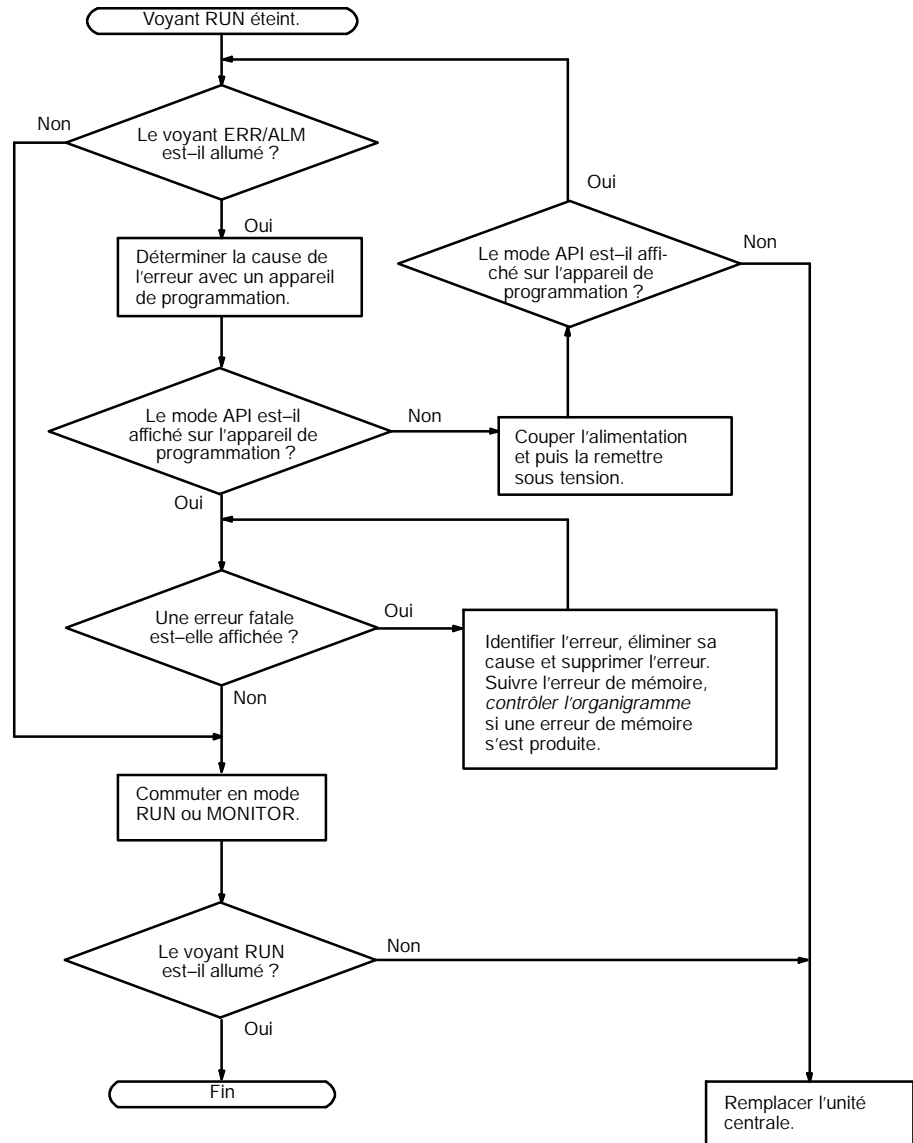 Voyant RUN éteint.
Non
Le voyant ERR/ALM
est–il allumé ?
Oui
Oui
Déterminer la cause de
l'erreur avec un appareil
de programmation.
Le mode API est–il affi-
ché sur l'appareil de
programmation ?
Non
Le mode API est–il
affiché sur l'appareil de
programmation ?
Non
Couper l'alimentation
et puis la remettre
sous tension.
Oui
Une erreur fatale
est–elle affichée ?
Oui
Identifier l'erreur, éliminer sa
cause et supprimer l'erreur.
Suivre l'erreur de mémoire,
contrôler l'organigramme
si une erreur de mémoire
s'est produite.
Non
Commuter en mode
RUN ou MONITOR.
Le voyant RUN
est–il allumé ?
Non
Oui
Fin
Remplacer l'unité
centrale.